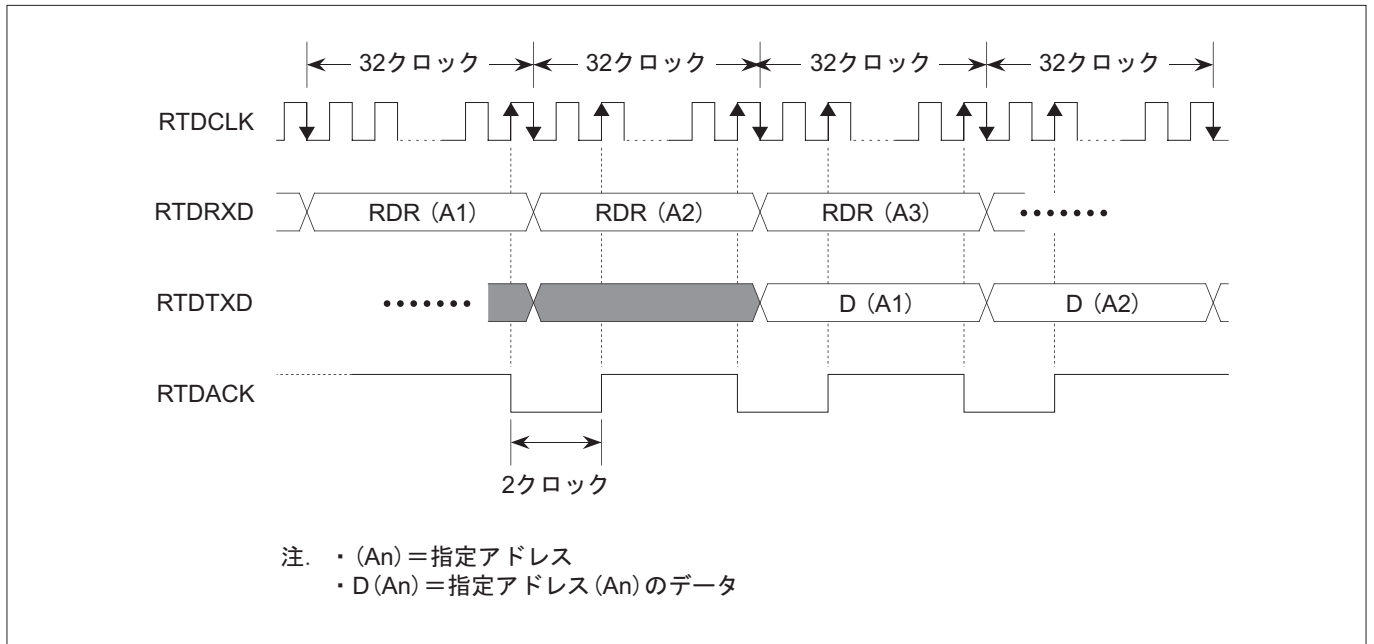 32クロック 32クロック 32クロック 32クロック
RTDCLK
RTDRXD RDR (A1) RDR (A2) RDR (A3) •••••••
RTDTXD ••••••• D (A1) D (A2)
RTDACK
2クロック
注. ・(An)＝指定アドレス
・D(An)＝指定アドレス(An)のデータ